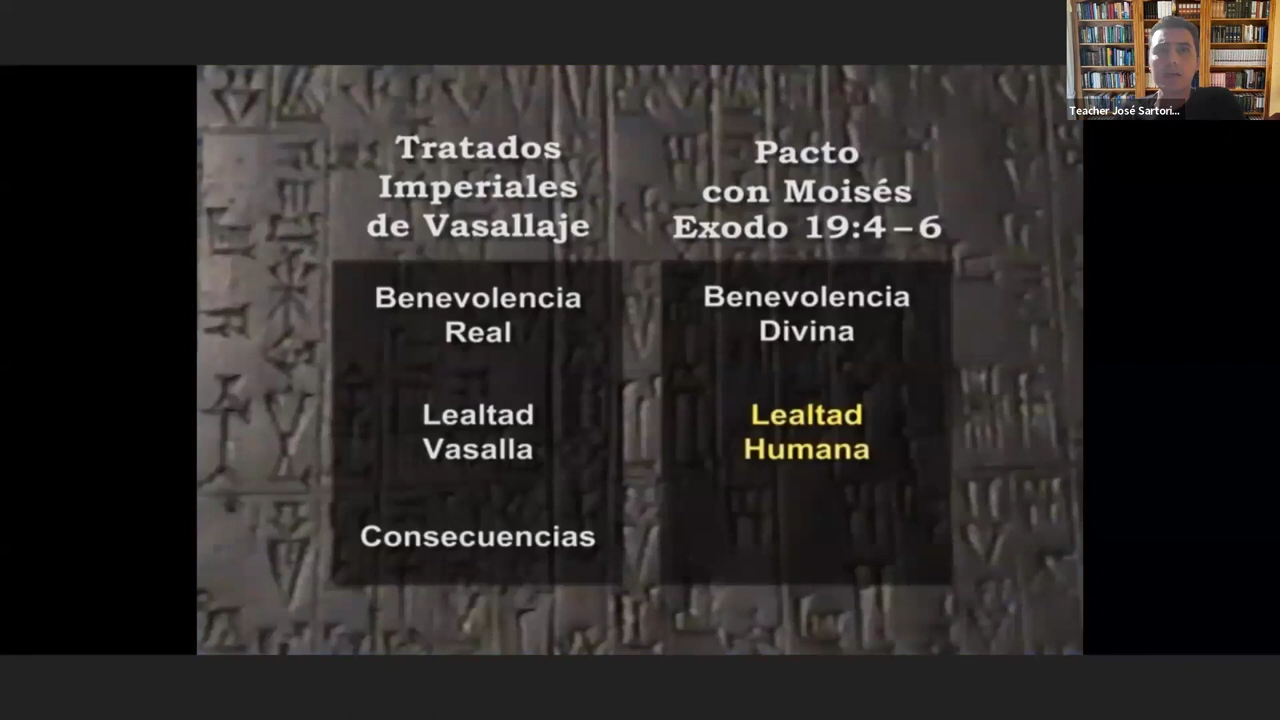 Teacher José Sartori...
Tratados
Imperiales
de Vasallaje
Benevolencia
Real
Lealtad
Vasalla
Consecuencias
Pacto
con Moisés
Exodo 19:4–6
Benevolencia
Divina
Lealtad
Humana